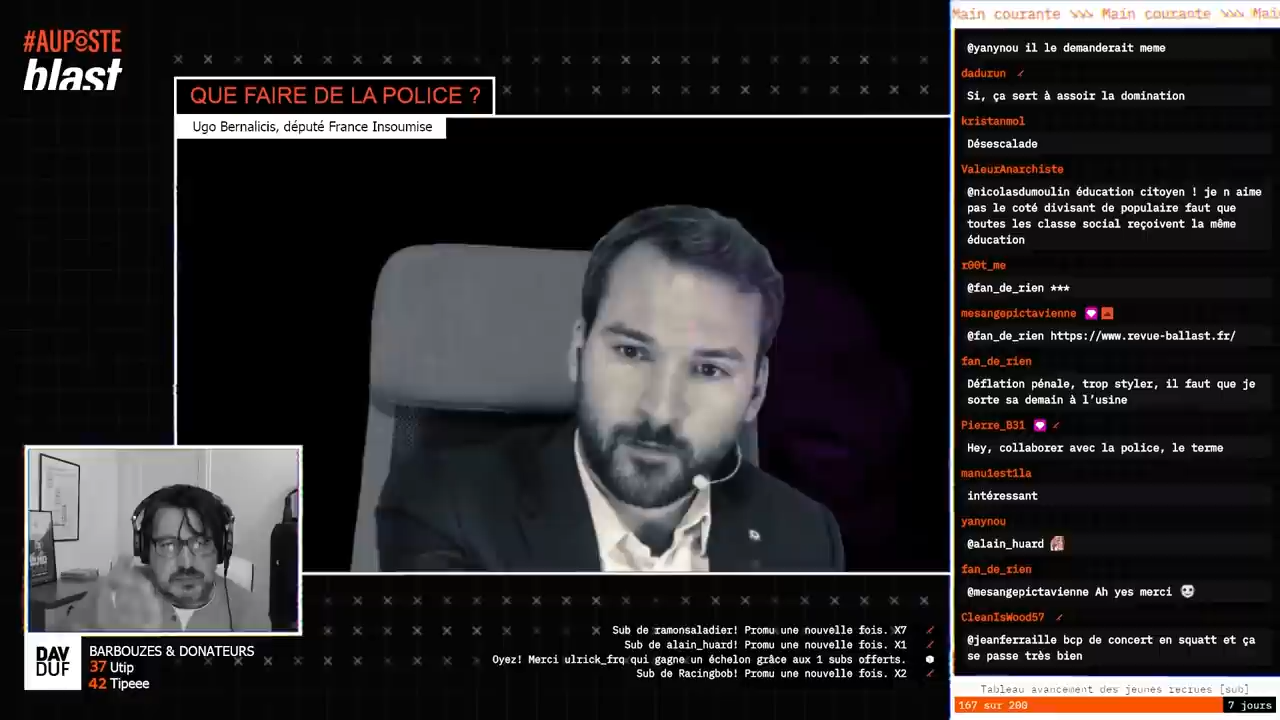 #AUPOSTE
blast
QUE FAIRE DE LA POLICE ?
Ugo Bernalicis, député France Insoumise
DAV
DUF
BARBOUZES & DONATEURS
37 Utip
42 Tipeee
Sub de ramonsaladier! Promu une nouvelle fois. X7
Sub de alain_huard! Promu une nouvelle fois. X1
Oyez! Merci ulrick_frq qui gagne un échelon grâce aux 1 subs offerts.
Sub de Racingbob! Promu une nouvelle fois. X2
Main courante >>> Main courante >>> Mai
@yanynou il le demanderait meme
dadurun
Si, ça sert à assoir la domination
kristanmol
Désescalade
ValeurAnarchiste
@nicolasdumoulin éducation citoyen ! je n aime
pas le coté divisant de populaire faut que
toutes les classe social reçoivent la même
éducation
r00t_me
@fan_de_rien ***
mesangepictavienne
@fan_de_rien https://www.revue-ballast.fr/
fan_de_rien
Déflation pénale, trop styler, il faut que je
sorte sa demain à l'usine
Pierre_B31
Hey, collaborer avec la police, le terme
manu1est1la
intéressant
yanynou
@alain_huard
fan_de_rien
@mesangepictavienne Ah yes merci
CleanIsWood57
@jeanferraille bcp de concert en squatt et ça
se passe très bien
Tableau avancement des jeunes recrues [sub]
167 sur 200
7 jours